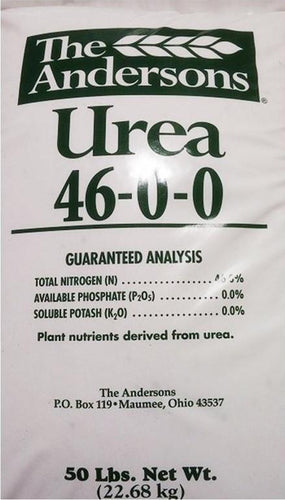 The
Andersons®
Urea
46-0-0
GUARANTEED ANALYSIS
TOTAL NITROGEN (N) ................ 46.0%
AVAILABLE PHOSPHATE (P₂O₅) ........... 0.0%
SOLUBLE POTASH (K₂O) ................ 0.0%
Plant nutrients derived from urea.
The Andersons
P.O. Box 119•Maumee, Ohio 43537
50 Lbs. Net Wt.
(22.68 kg)